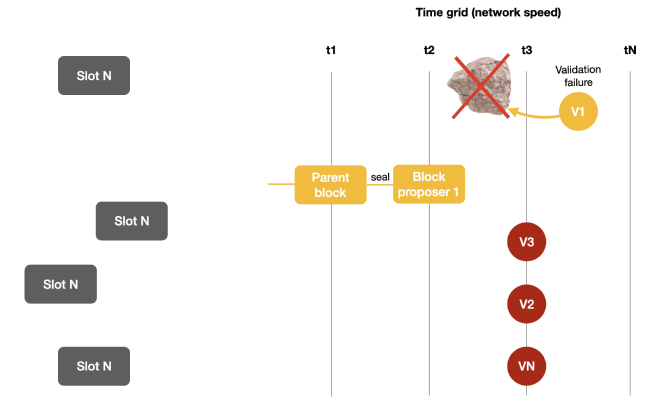 Time grid (network speed)
t1
t2
t3
tN
Slot N
Validation
failure
V1
Parent
block
seal
Block
proposer 1
Slot N
V3
Slot N
V2
Slot N
VN